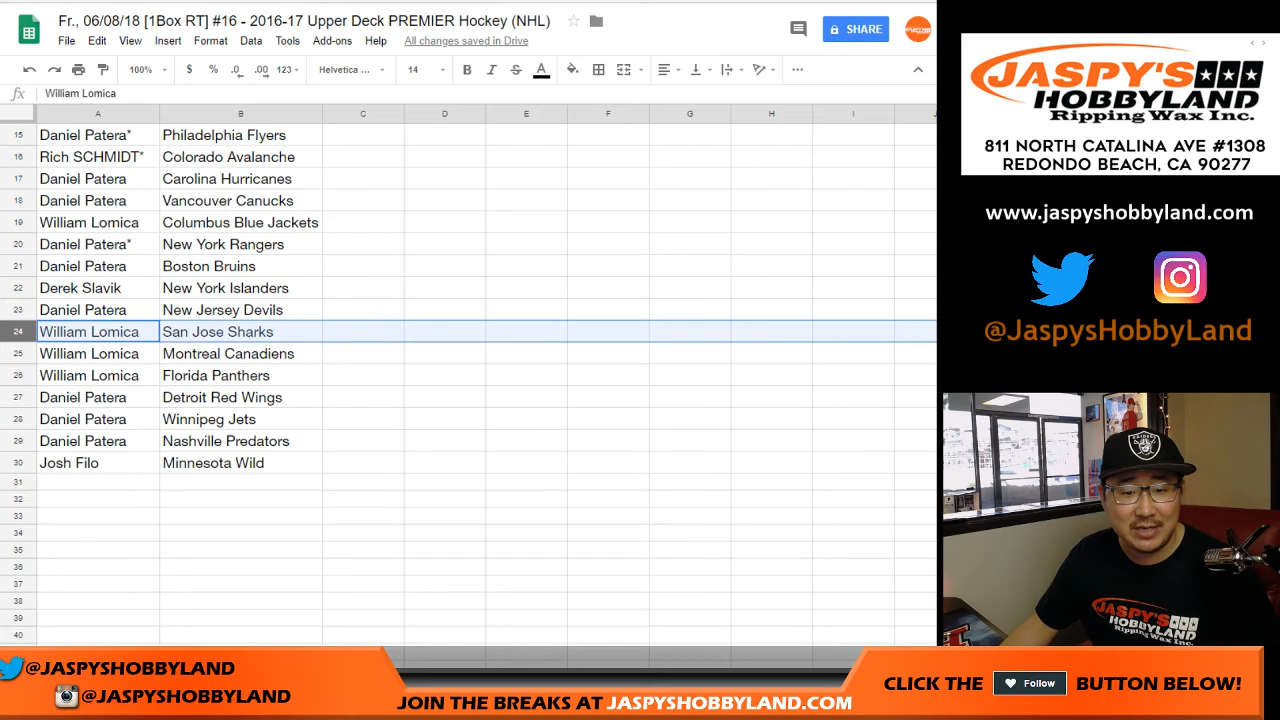 Fr., 06/08/18 [1Box RT] #16 - 2016-17 Upper Deck PREMIER Hockey (NHL)
File Edit View Insert Format Data Tools Add-ons Help All changes saved in Drive
SHARE
100% $ % .0 .00 123 Helvetica ... 14 B I S A
fx William Lomica
A B C D E F G H I J
15 Daniel Patera* Philadelphia Flyers
16 Rich SCHMIDT* Colorado Avalanche
17 Daniel Patera Carolina Hurricanes
18 Daniel Patera Vancouver Canucks
19 William Lomica Columbus Blue Jackets
20 Daniel Patera* New York Rangers
21 Daniel Patera Boston Bruins
22 Derek Slavik New York Islanders
23 Daniel Patera New Jersey Devils
24 William Lomica San Jose Sharks
25 William Lomica Montreal Canadiens
26 William Lomica Florida Panthers
27 Daniel Patera Detroit Red Wings
28 Daniel Patera Winnipeg Jets
29 Daniel Patera Nashville Predators
30 Josh Filo Minnesota Wild
31
32
33
34
35
36
37
38
39
40
JASPY'S
HOBBYLAND
Ripping Wax Inc.
811 NORTH CATALINA AVE #1308
REDONDO BEACH, CA 90277
www.jaspyshobbyland.com
@JaspysHobbyLand
RAIDERS
JASPY'S
HOBBYLAND
Ripping Wax Inc.
@JASPYSHOBBYLAND
@JASPYSHOBBYLAND
JOIN THE BREAKS AT JASPYSHOBBYLAND.COM
CLICK THE Follow BUTTON BELOW!